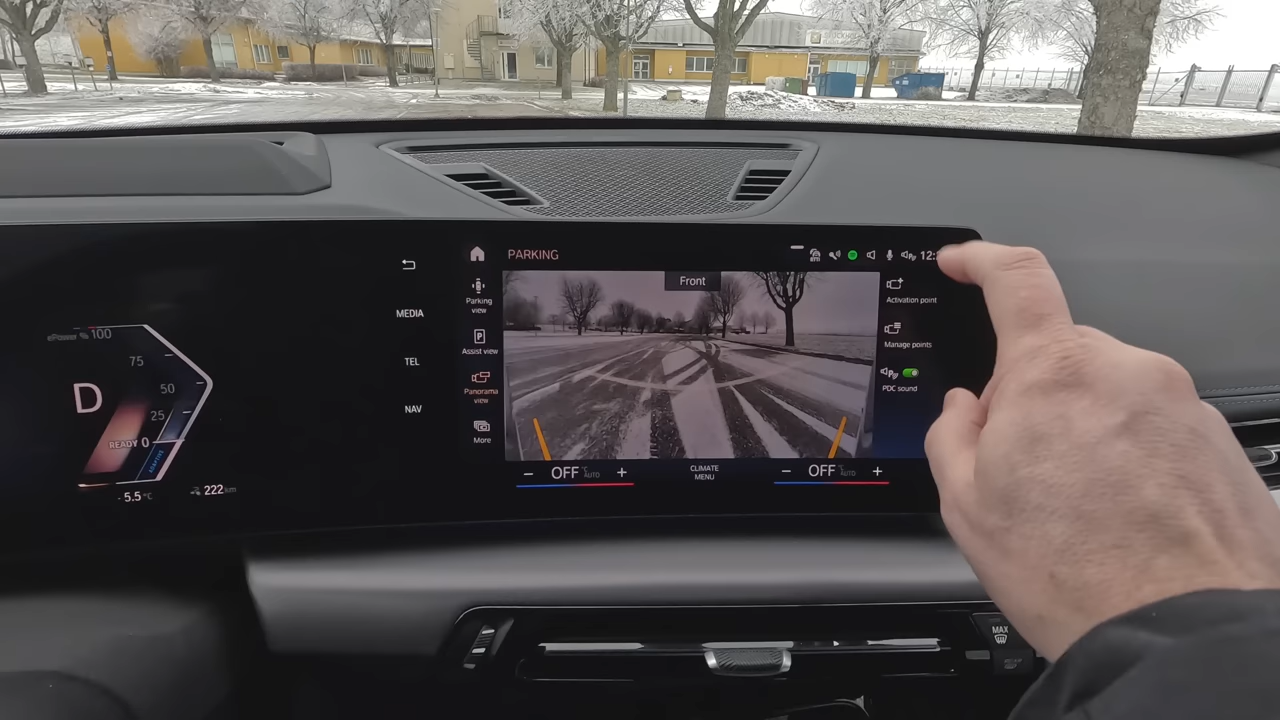 PARKING
12:
Front
Parking
view
Assist view
Panorama
view
More
Activation point
Manage points
PDC sound
MEDIA
TEL
NAV
ePower % 100
75
50
25
D
READY 0
- 5.5 °C
222 km
- OFF °C AUTO +
CLIMATE
MENU
- OFF °C AUTO +
MAX